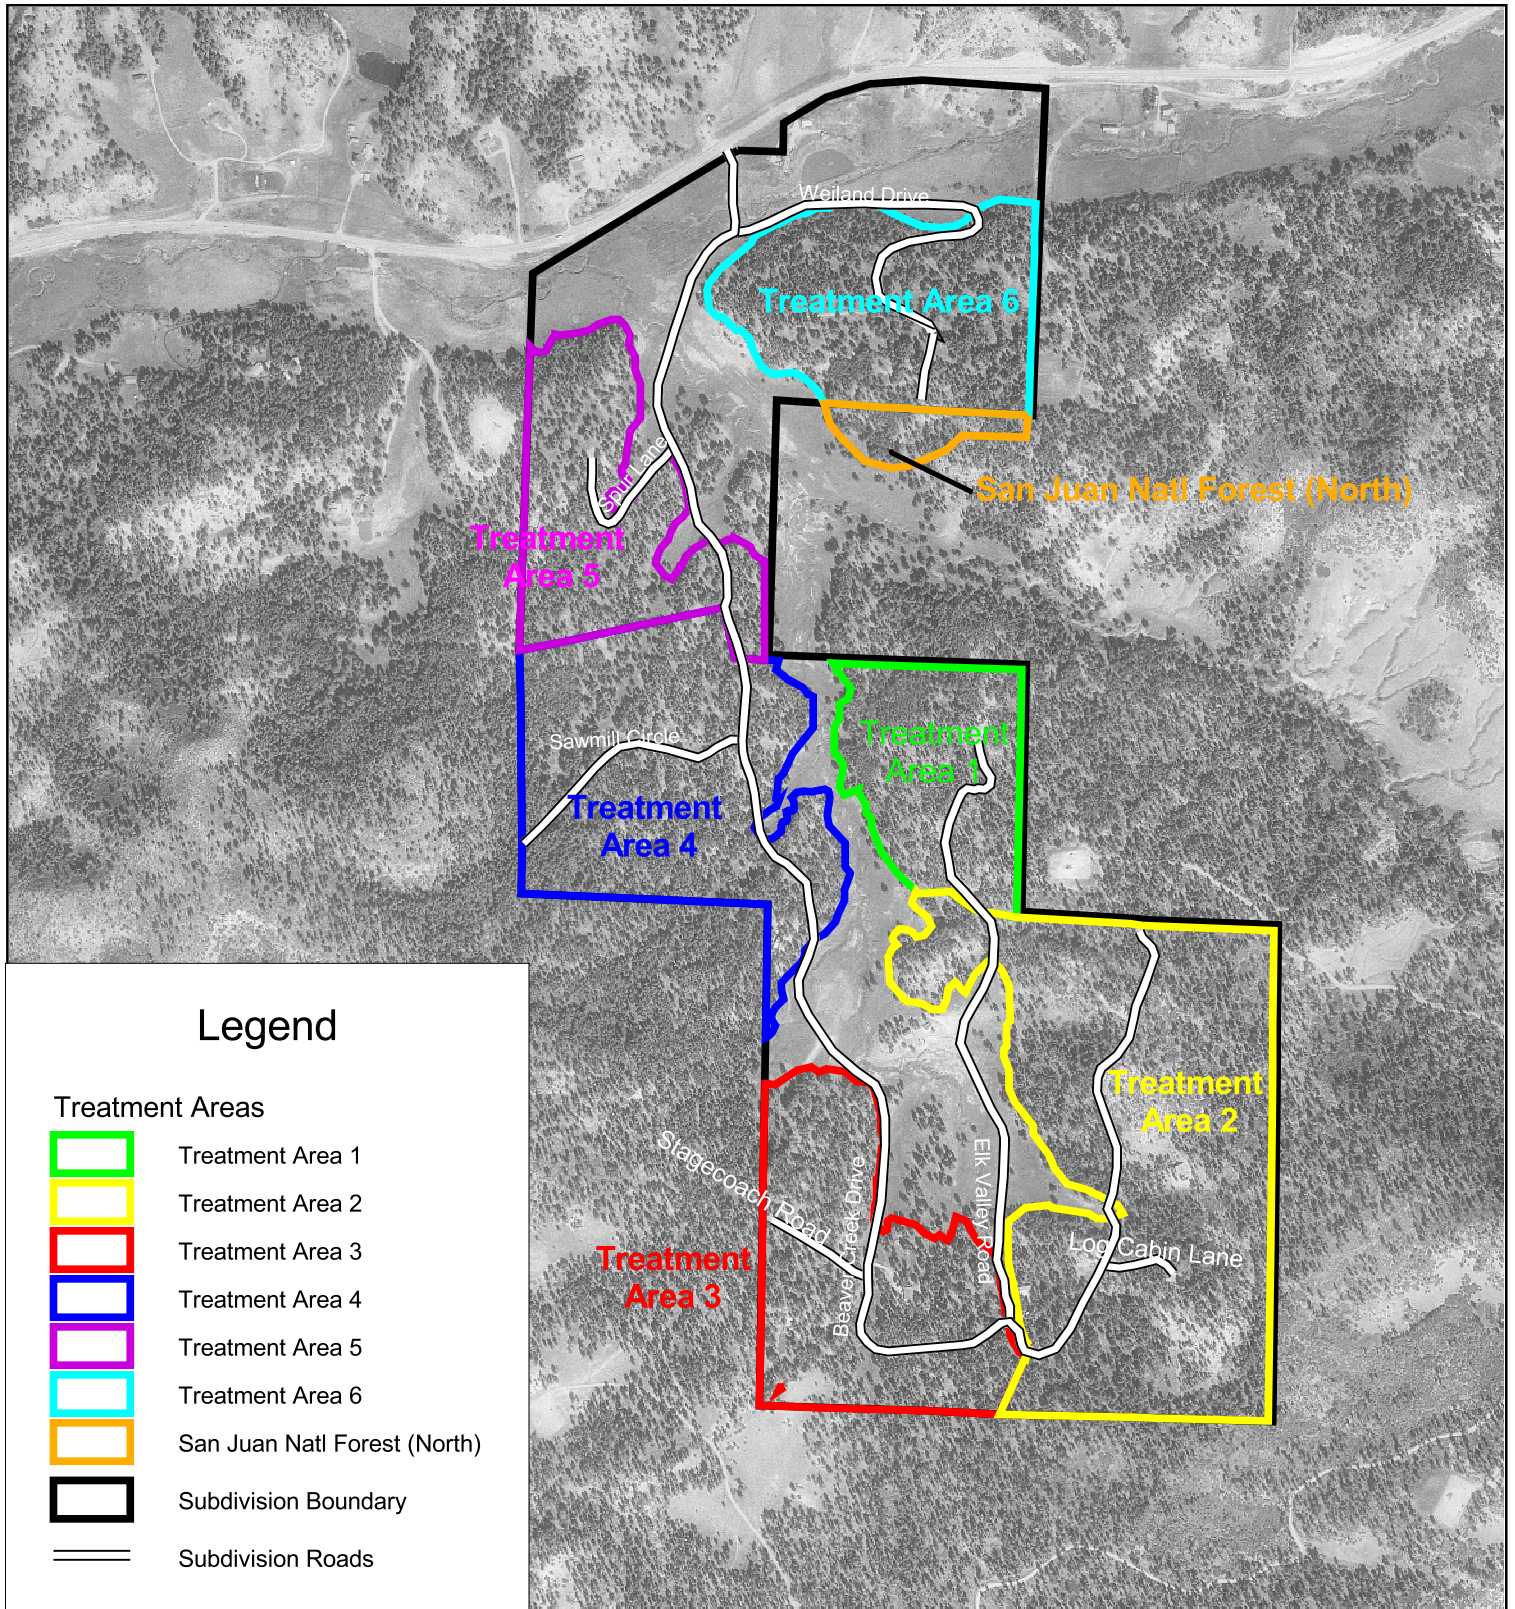 Weiland Drive
Treatment Area 6
Spur Lane
San Juan Natl Forest (North)
Treatment
Area 5
Treatment
Area 1
Sawmill Circle
Treatment
Area 4
Treatment
Area 2
Stagecoach Road
Beaver Creek Drive
Elk Valley Road
Log Cabin Lane
Treatment
Area 3
Legend
Treatment Areas
Treatment Area 1
Treatment Area 2
Treatment Area 3
Treatment Area 4
Treatment Area 5
Treatment Area 6
San Juan Natl Forest (North)
Subdivision Boundary
Subdivision Roads